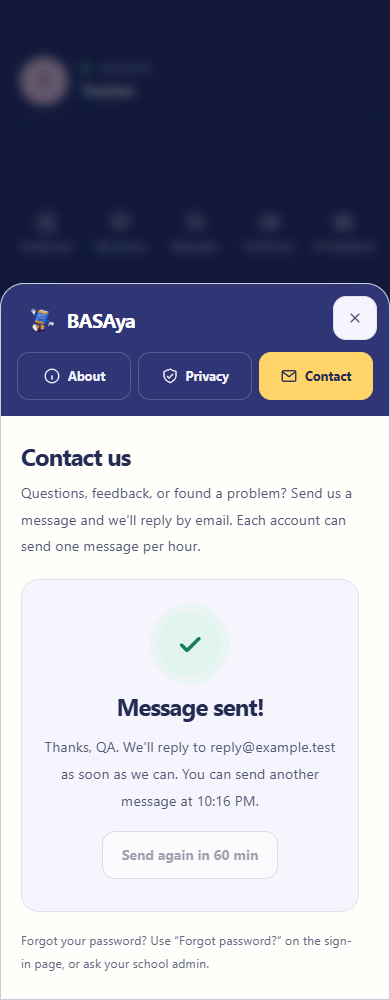 BASAya
About
Privacy
Contact
Contact us
Questions, feedback, or found a problem? Send us a
message and we'll reply by email. Each account can
send one message per hour.
Message sent!
Thanks, QA. We'll reply to reply@example.test
as soon as we can. You can send another
message at 10:16 PM.
Send again in 60 min
Forgot your password? Use “Forgot password?” on the sign-
in page, or ask your school admin.